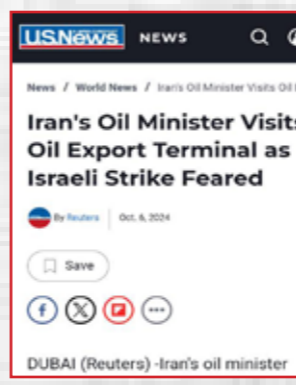 U.S.News NEWS
News / World News / Iran's Oil Minister Visits Oil
Iran's Oil Minister Visits
Oil Export Terminal as
Israeli Strike Feared
By Reuters Oct. 6, 2024
Save
DUBAI (Reuters) -Iran's oil minister